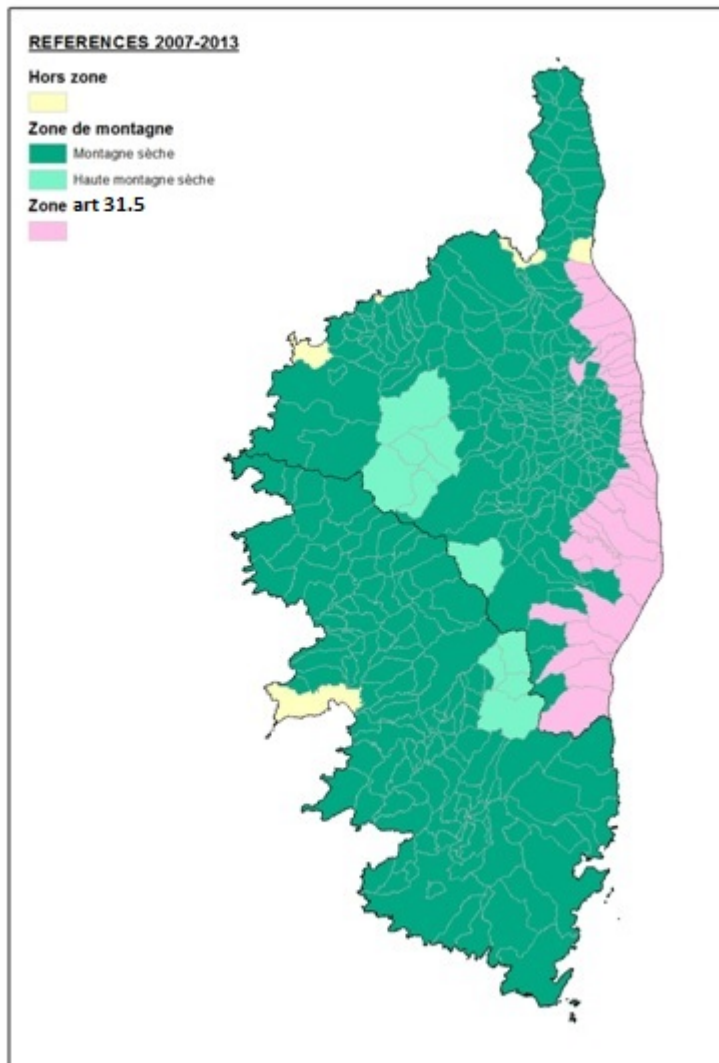 REFERENCES 2007-2013
Hors zone
Zone de montagne
Montagne sèche
Haute montagne sèche
Zone art 31.5